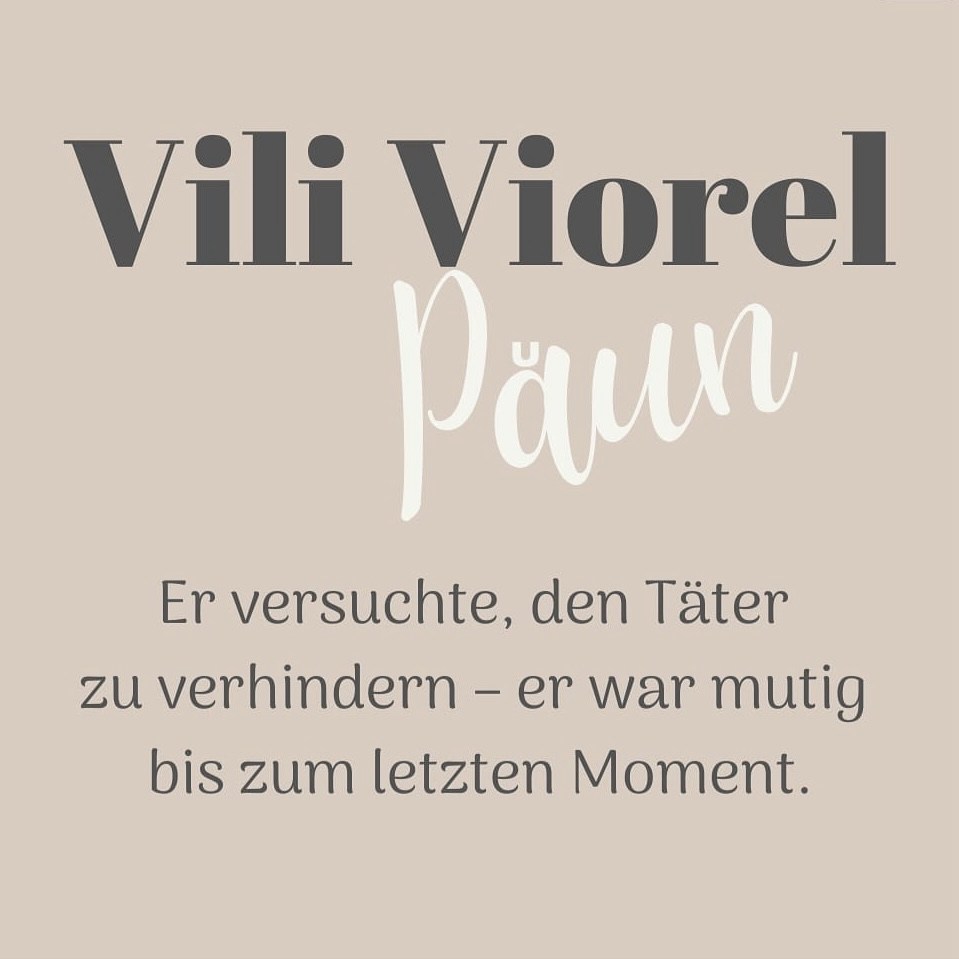 Vili Viorel
Păun
Er versuchte, den Täter
zu verhindern – er war mutig
bis zum letzten Moment.